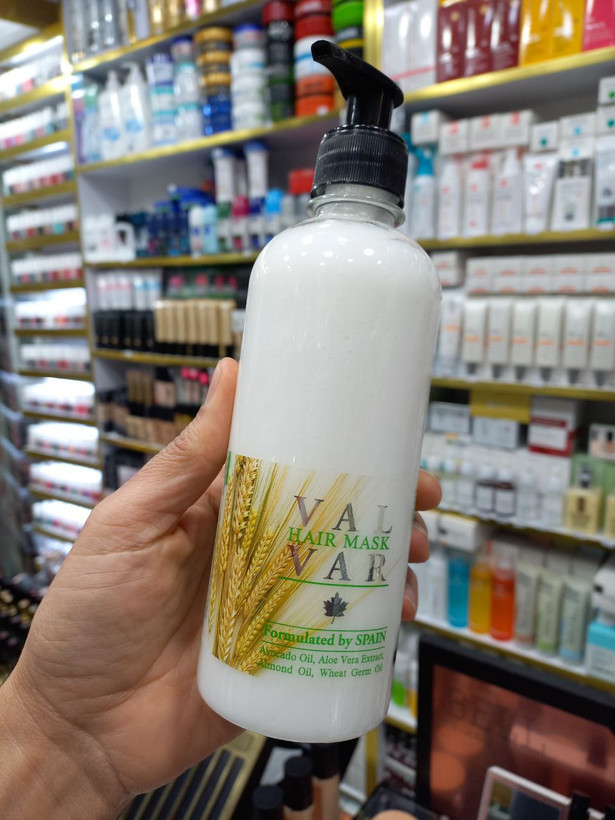 VAL
HAIR MASK
VAR
Formulated by SPAIN
Avocado Oil, Aloe Vera Extract,
Almond Oil, Wheat Germ Oil